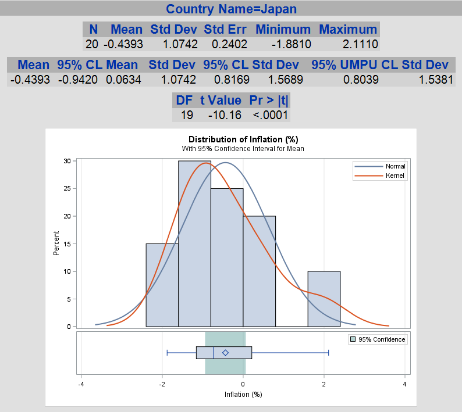 Country Name=Japan
N Mean Std Dev Std Err Minimum Maximum
20 -0.4393 1.0742 0.2402 -1.8810 2.1110
Mean 95% CL Mean Std Dev 95% CL Std Dev 95% UMPU CL Std Dev
-0.4393 -0.9420 0.0634 1.0742 0.8169 1.5689 0.8039 1.5381
DF t Value Pr > |t|
19 -10.16 <.0001
Distribution of Inflation (%)
With 95% Confidence Interval for Mean
Normal
Kernel
30
25
20
15
10
5
0
Percent
95% Confidence
-4 -2 0 2 4
Inflation (%)